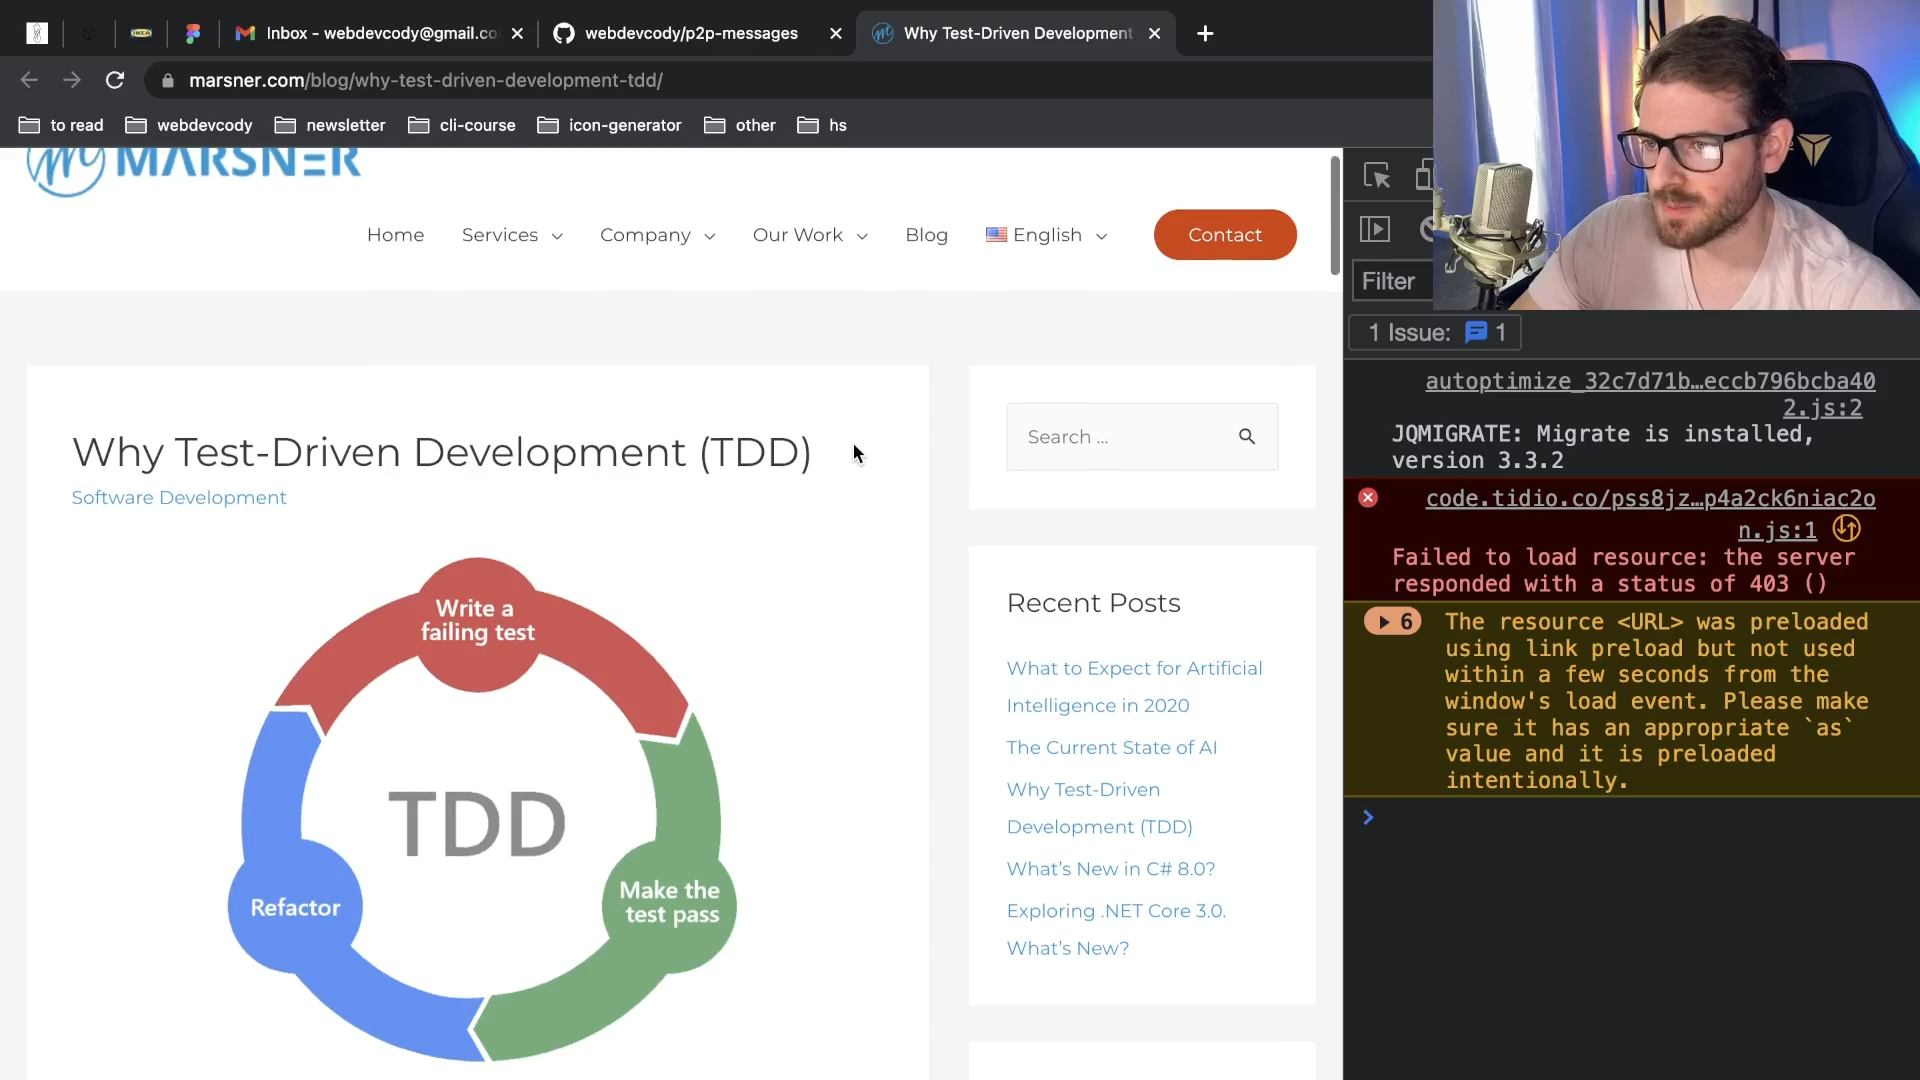 Inbox - webdevcody@gmail.co
webdevcody/p2p-messages
Why Test-Driven Development
marsner.com/blog/why-test-driven-development-tdd/
to read
webdevcody
newsletter
cli-course
icon-generator
other
hs
MARSNER
Home
Services
Company
Our Work
Blog
English
Contact
Why Test-Driven Development (TDD)
Software Development
Write a
failing test
TDD
Make the
test pass
Refactor
Search ...
Recent Posts
What to Expect for Artificial
Intelligence in 2020
The Current State of AI
Why Test-Driven
Development (TDD)
What's New in C# 8.0?
Exploring .NET Core 3.0.
What's New?
Filter
1 Issue: 1
autoptimize_32c7d71b…eccb796bcba40
2.js:2
JQMIGRATE: Migrate is installed,
version 3.3.2
code.tidio.co/pss8jz…p4a2ck6niac2o
n.js:1
Failed to load resource: the server
responded with a status of 403 ()
6
The resource <URL> was preloaded
using link preload but not used
within a few seconds from the
window's load event. Please make
sure it has an appropriate `as`
value and it is preloaded
intentionally.